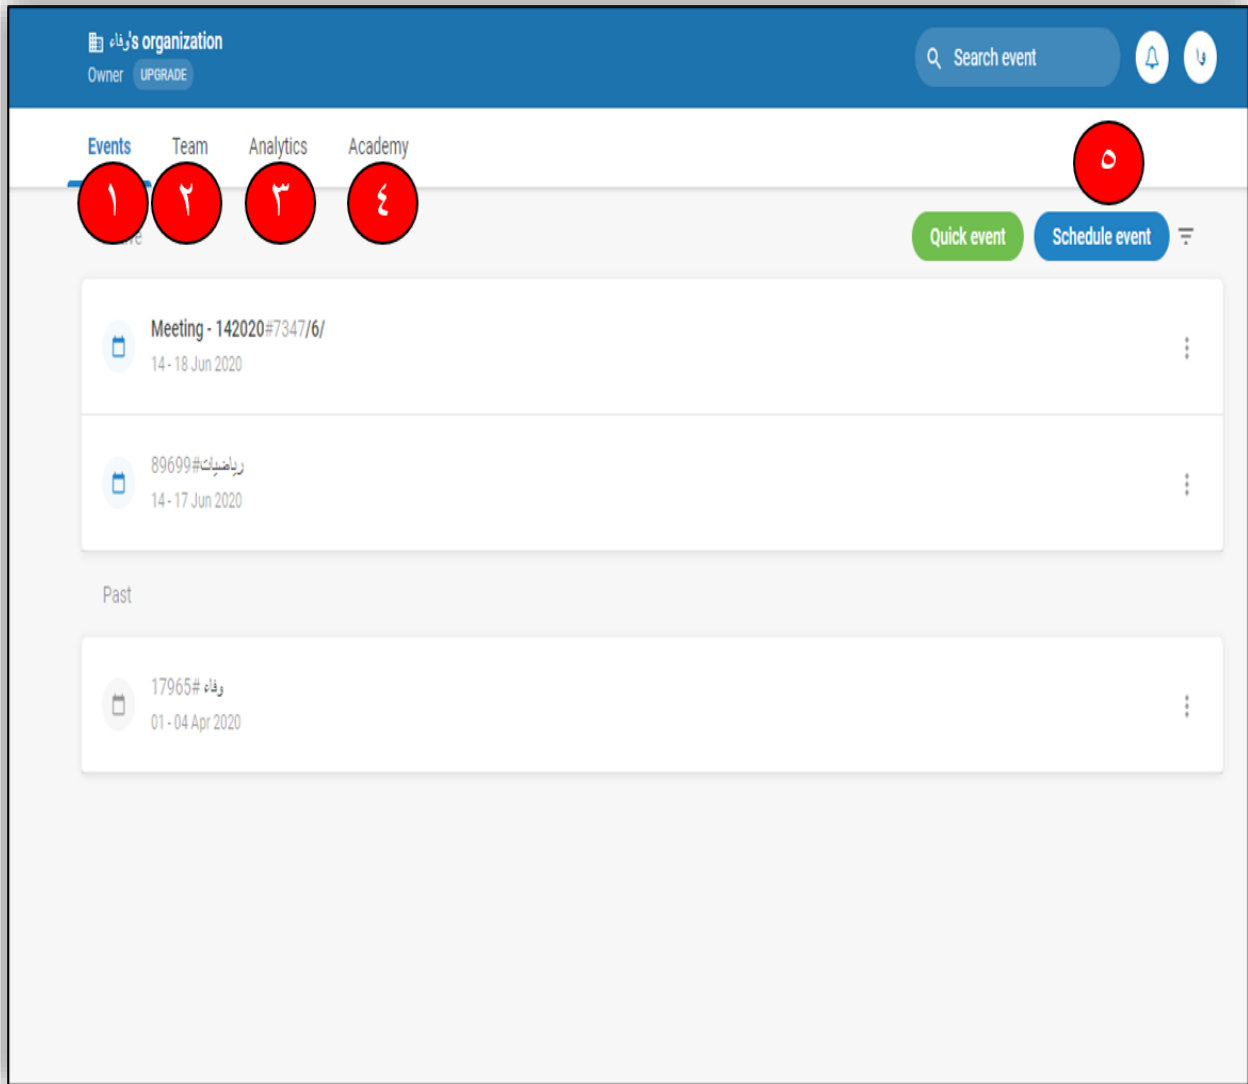 وفاء's organization
Owner UPGRADE
Search event
فا
Events Team Analytics Academy
١ ٢ ٣ ٤ ٥
Quick event Schedule event
Meeting - 142020#7347/6/
14 - 18 Jun 2020
رياضيات#89699
14 - 17 Jun 2020
Past
وفاء #17965
01 - 04 Apr 2020